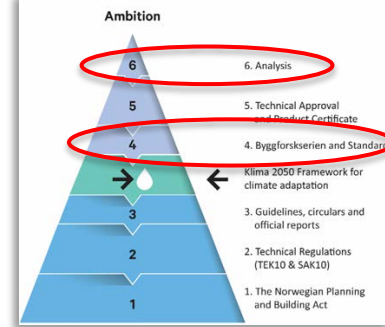 Ambition
6
6. Analysis
5
5. Technical Approval
and Product Certificate
4
4. Byggforskserien and Standard
Klima 2050 Framework for
climate adaptation
3
3. Guidelines, circulars and
official reports
2
2. Technical Regulations
(TEK10 & SAK10)
1
1. The Norwegian Planning
and Building Act